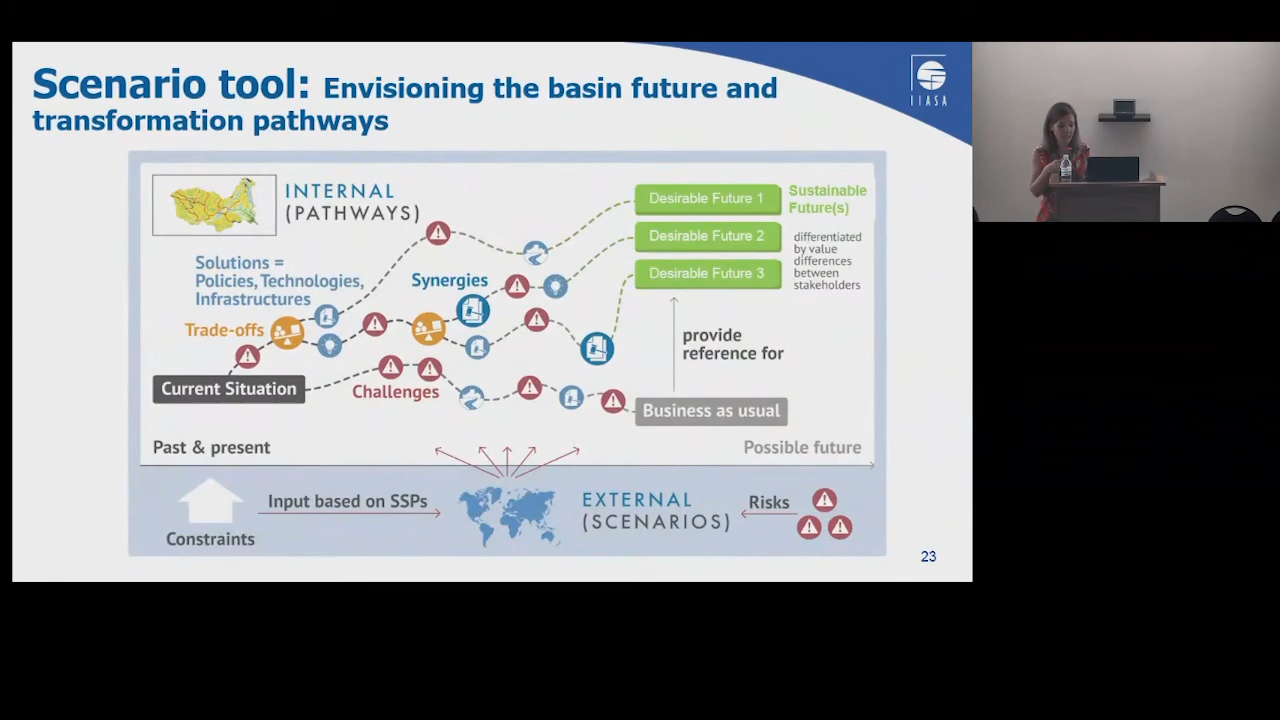 Scenario tool: Envisioning the basin future and
transformation pathways
IIASA
INTERNAL
(PATHWAYS)
Solutions =
Policies, Technologies,
Infrastructures
Trade-offs
Synergies
Challenges
Current Situation
Desirable Future 1
Desirable Future 2
Desirable Future 3
Sustainable
Future(s)
differentiated
by value
differences
between
stakeholders
provide
reference for
Business as usual
Past & present
Possible future
Constraints
Input based on SSPs
EXTERNAL
(SCENARIOS)
Risks
23